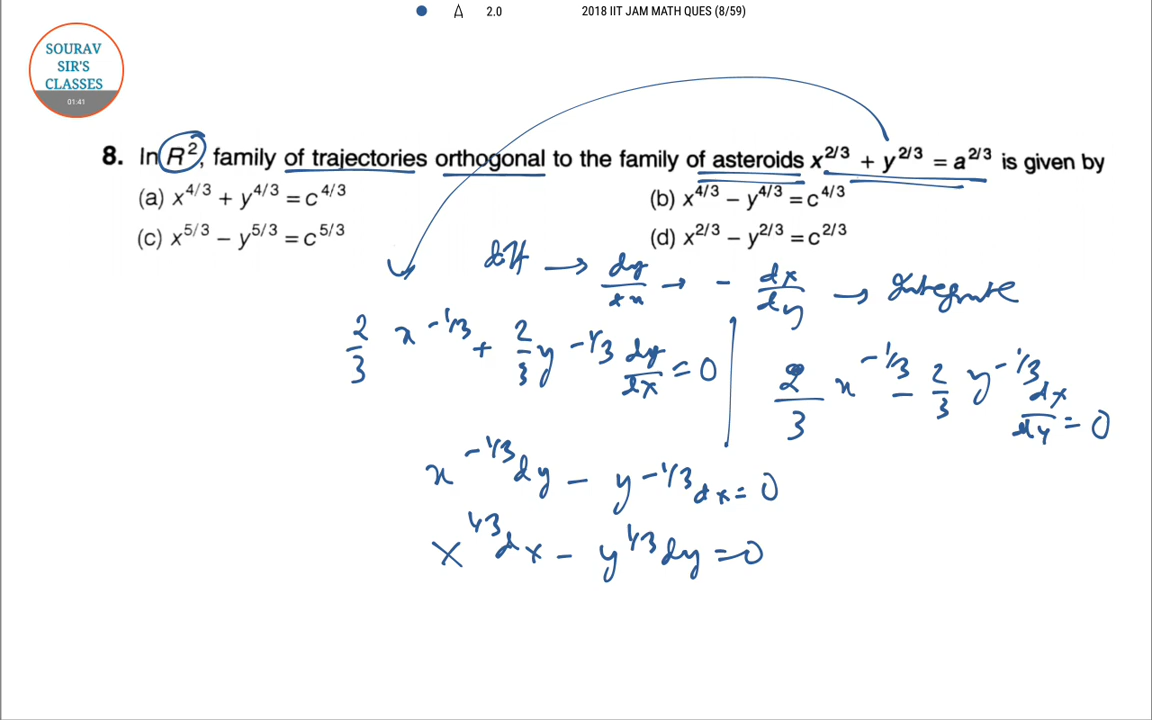 2.0 2018 IIT JAM MATH QUES (8/59)
SOURAV
SIR'S
CLASSES
01:41
8. In R², family of trajectories orthogonal to the family of asteroids x^2/3 + y^2/3 = a^2/3 is given by
(a) x^4/3 + y^4/3 = c^4/3 (b) x^4/3 − y^4/3 = c^4/3
(c) x^5/3 − y^5/3 = c^5/3 (d) x^2/3 − y^2/3 = c^2/3
diff → dy/dx → − dx/dy → Integrate
2/3 x^-1/3 + 2/3 y^-1/3 dy/dx = 0
2/3 x^-1/3 − 2/3 y^-1/3 dx/dy = 0
x^-1/3 dy − y^-1/3 dx = 0
x^1/3 dx − y^1/3 dy = 0